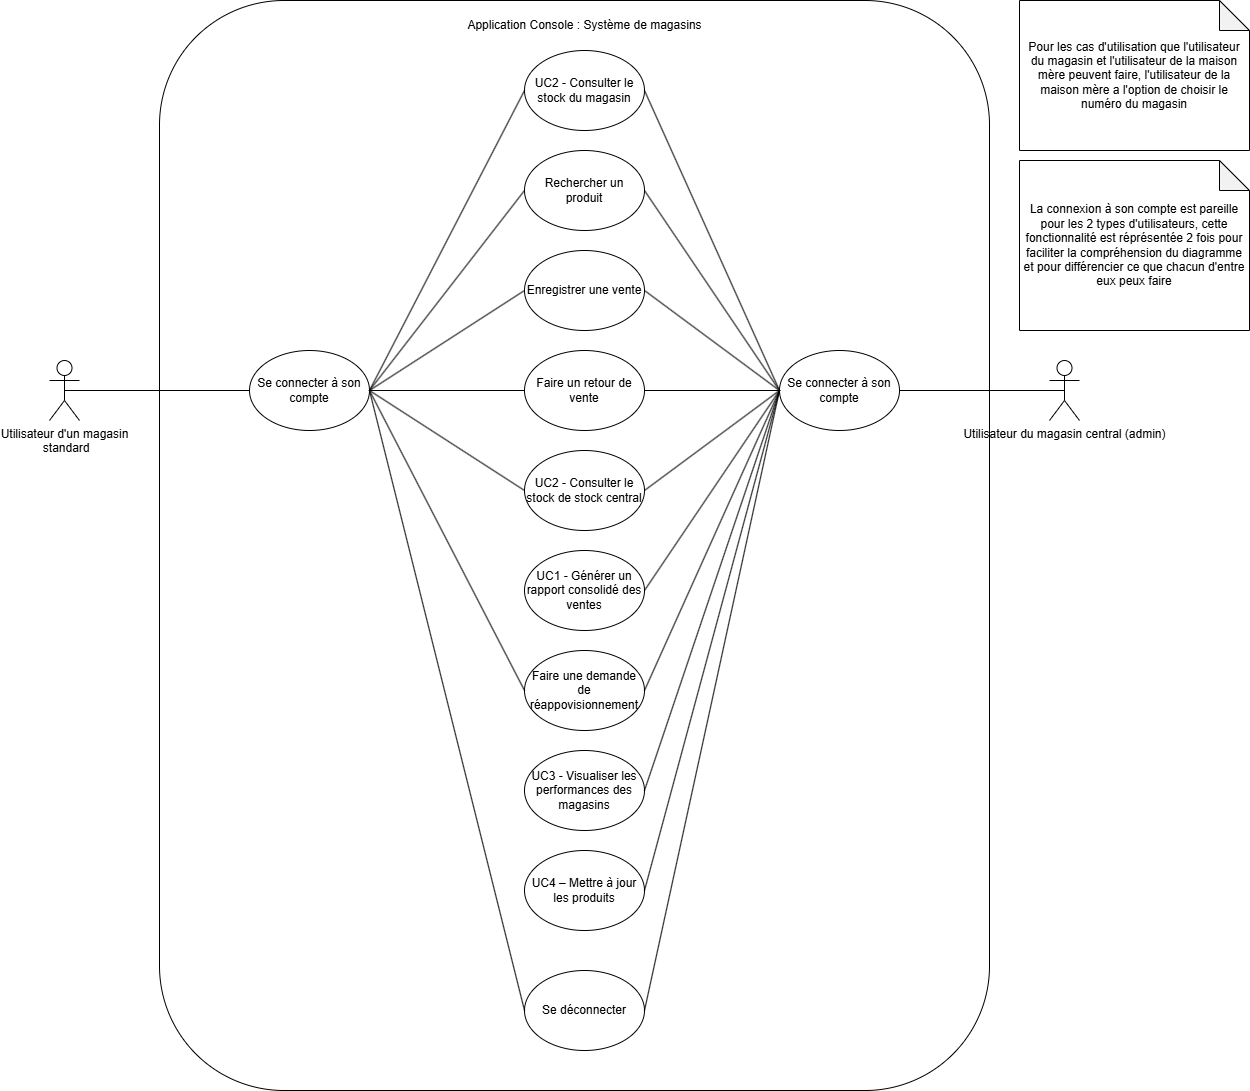 Application Console : Système de magasins
UC2 - Consulter le
stock du magasin
Rechercher un
produit
Enregistrer une vente
Se connecter à son
compte
Faire un retour de
vente
Se connecter à son
compte
Utilisateur d'un magasin
standard
Utilisateur du magasin central (admin)
UC2 - Consulter le
stock de stock central
UC1 - Générer un
rapport consolidé des
ventes
Faire une demande
de
réappovisionnement
UC3 - Visualiser les
performances des
magasins
UC4 – Mettre à jour
les produits
Se déconnecter
Pour les cas d'utilisation que l'utilisateur
du magasin et l'utilisateur de la maison
mère peuvent faire, l'utilisateur de la
maison mère a l'option de choisir le
numéro du magasin
La connexion à son compte est pareille
pour les 2 types d'utilisateurs, cette
fonctionnalité est réprésentée 2 fois pour
faciliter la compréhension du diagramme
et pour différencier ce que chacun d'entre
eux peux faire